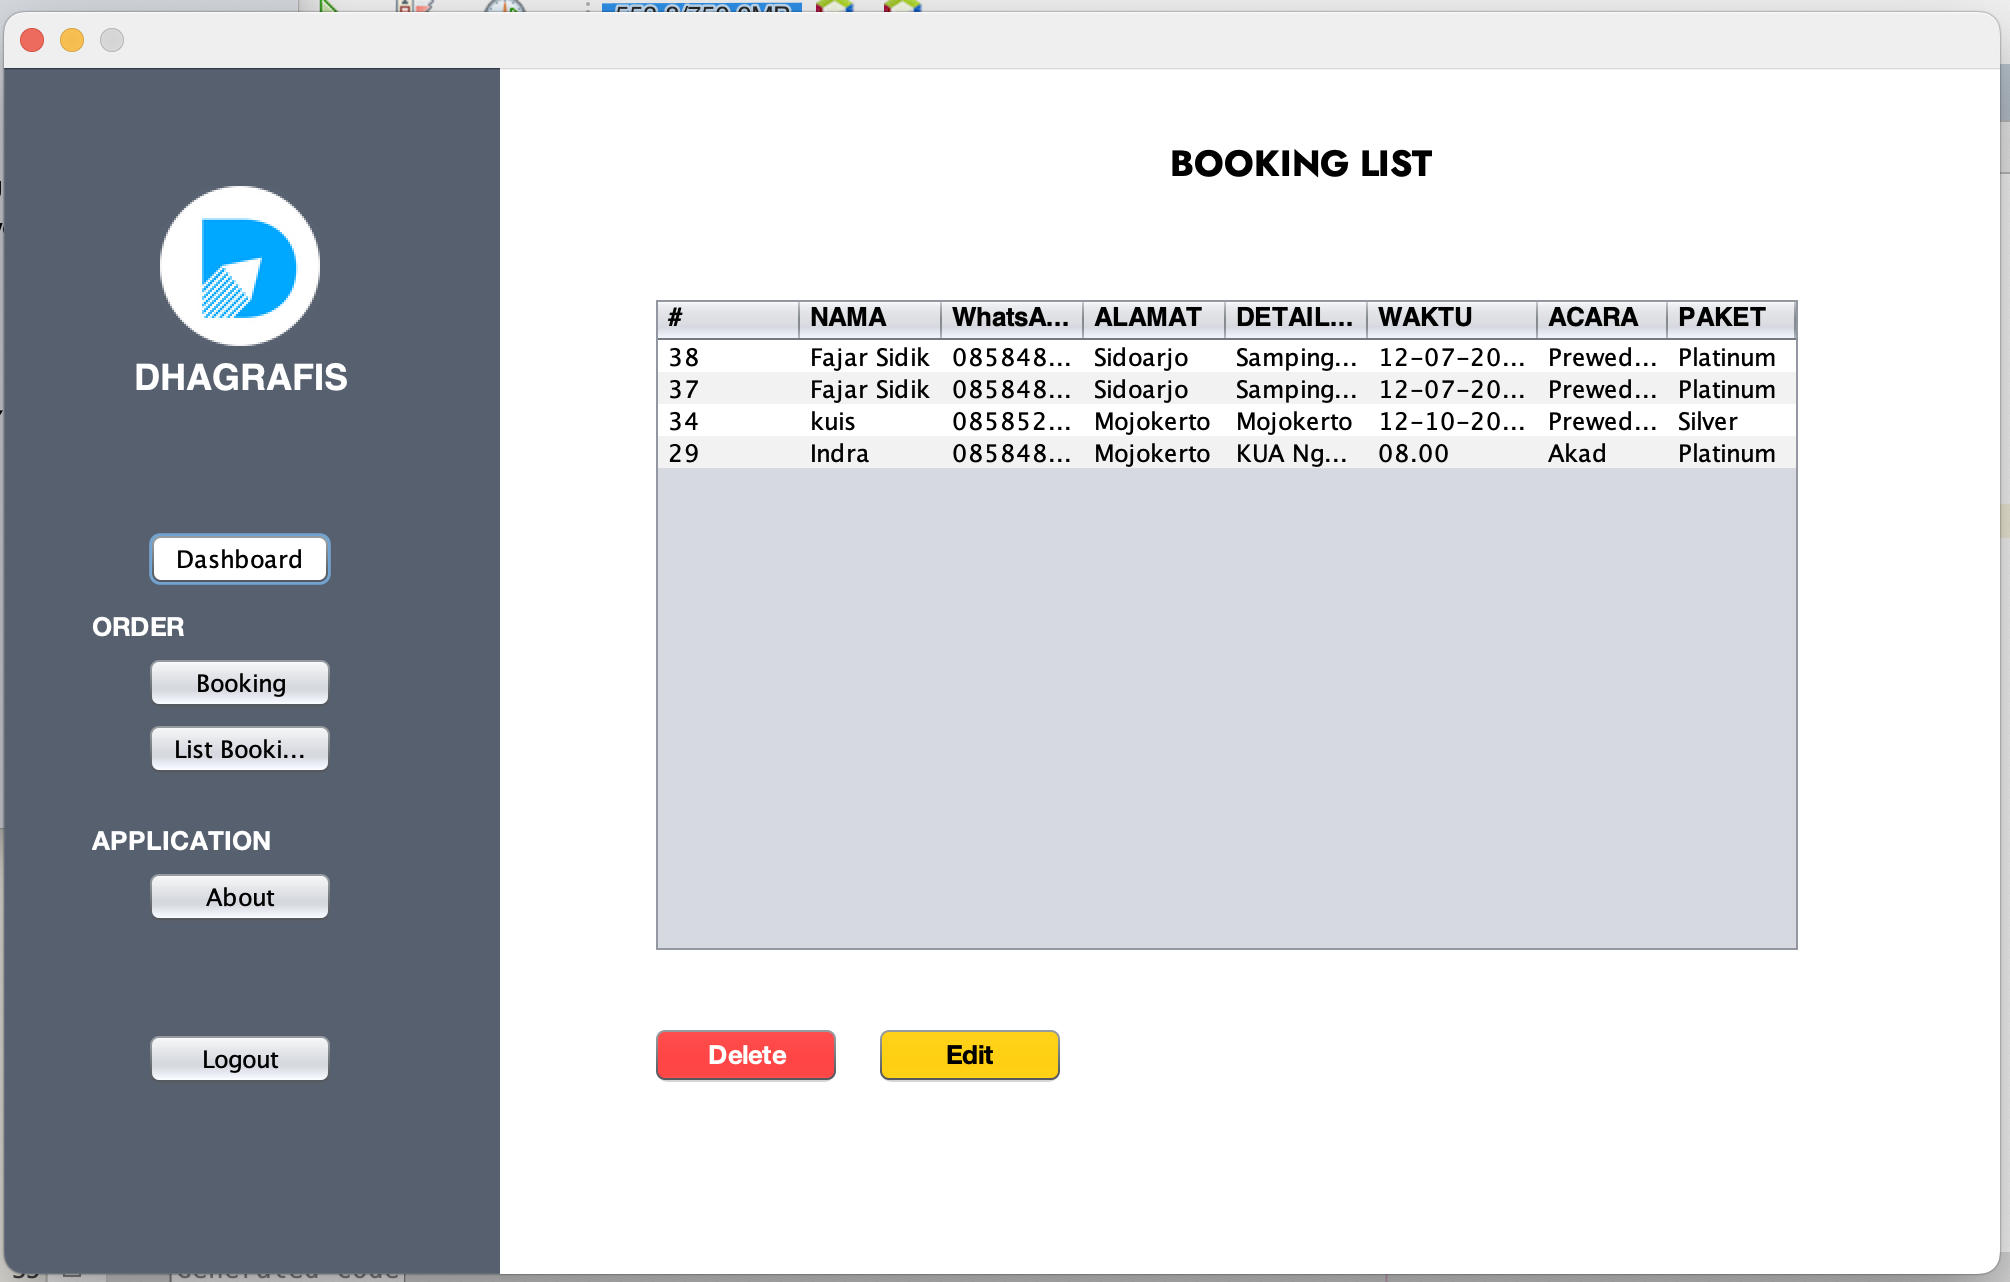 DHAGRAFIS
Dashboard
ORDER
Booking
List Booki...
APPLICATION
About
Logout
BOOKING LIST
# NAMA WhatsA... ALAMAT DETAIL... WAKTU ACARA PAKET
38 Fajar Sidik 085848... Sidoarjo Samping... 12-07-20... Prewed... Platinum
37 Fajar Sidik 085848... Sidoarjo Samping... 12-07-20... Prewed... Platinum
34 kuis 085852... Mojokerto Mojokerto 12-10-20... Prewed... Silver
29 Indra 085848... Mojokerto KUA Ng... 08.00 Akad Platinum
Delete Edit